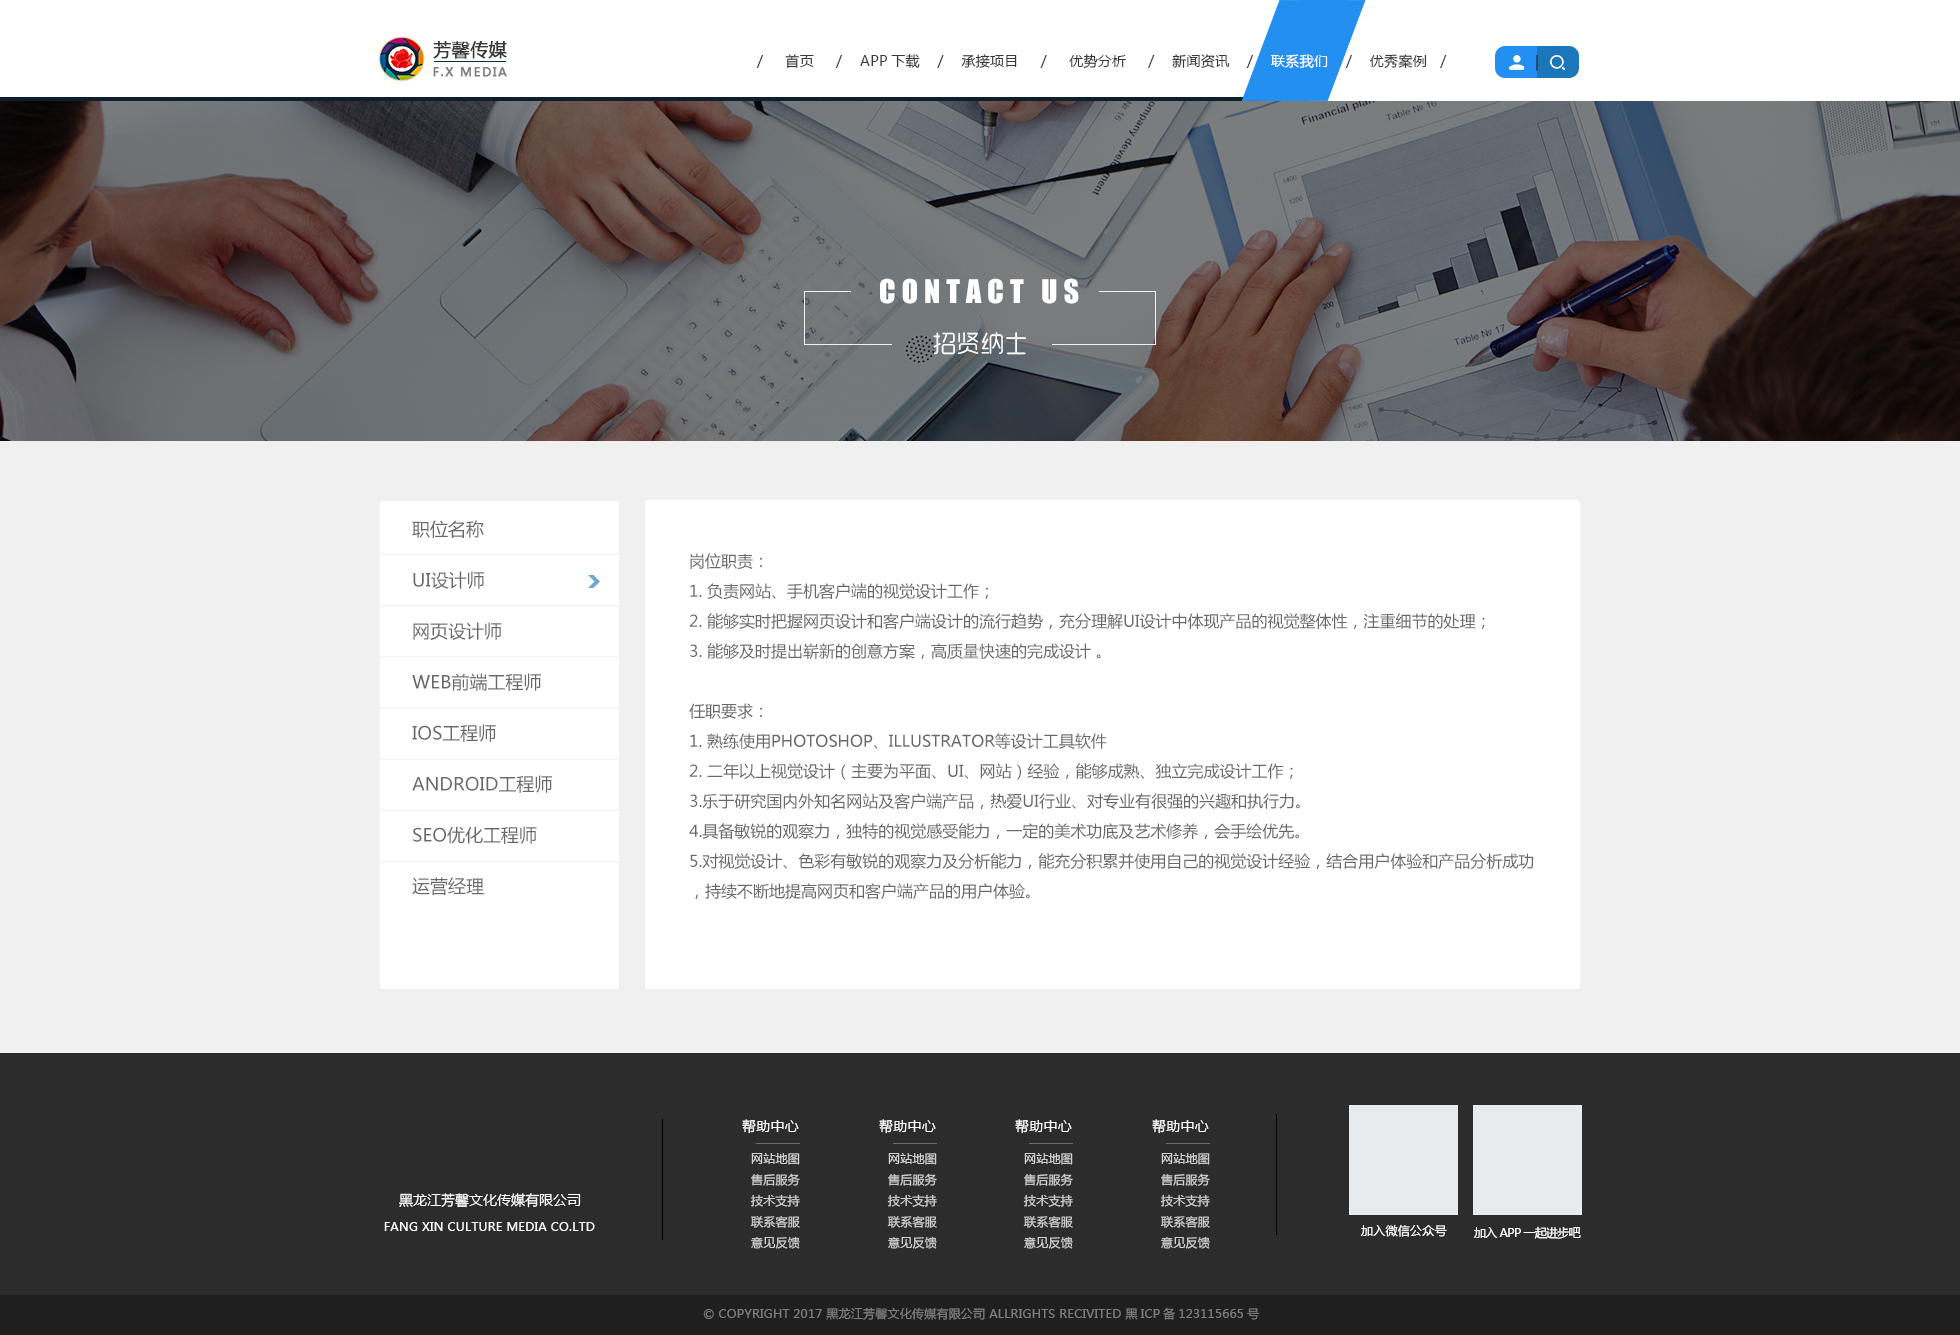 芳馨传媒
F.X MEDIA
/ 首页 / APP 下载 / 承接项目 / 优势分析 / 新闻资讯 / 联系我们 / 优秀案例 /
Financial plan
Table № 16
Company development
1400
1200
1000
Table № 17
CONTACT US
招贤纳士
职位名称
UI设计师
网页设计师
WEB前端工程师
IOS工程师
ANDROID工程师
SEO优化工程师
运营经理
岗位职责：
1. 负责网站、手机客户端的视觉设计工作；
2. 能够实时把握网页设计和客户端设计的流行趋势，充分理解UI设计中体现产品的视觉整体性，注重细节的处理；
3. 能够及时提出崭新的创意方案，高质量快速的完成设计 。
任职要求：
1. 熟练使用PHOTOSHOP、ILLUSTRATOR等设计工具软件
2. 二年以上视觉设计（主要为平面、UI、网站）经验，能够成熟、独立完成设计工作；
3.乐于研究国内外知名网站及客户端产品，热爱UI行业、对专业有很强的兴趣和执行力。
4.具备敏锐的观察力，独特的视觉感受能力，一定的美术功底及艺术修养，会手绘优先。
5.对视觉设计、色彩有敏锐的观察力及分析能力，能充分积累并使用自己的视觉设计经验，结合用户体验和产品分析成功
，持续不断地提高网页和客户端产品的用户体验。
黑龙江芳馨文化传媒有限公司
FANG XIN CULTURE MEDIA CO.LTD
帮助中心
网站地图
售后服务
技术支持
联系客服
意见反馈
帮助中心
网站地图
售后服务
技术支持
联系客服
意见反馈
帮助中心
网站地图
售后服务
技术支持
联系客服
意见反馈
帮助中心
网站地图
售后服务
技术支持
联系客服
意见反馈
加入微信公众号
加入 APP 一起进步吧
© COPYRIGHT 2017 黑龙江芳馨文化传媒有限公司 ALLRIGHTS RECIVITED 黑 ICP 备 123115665 号